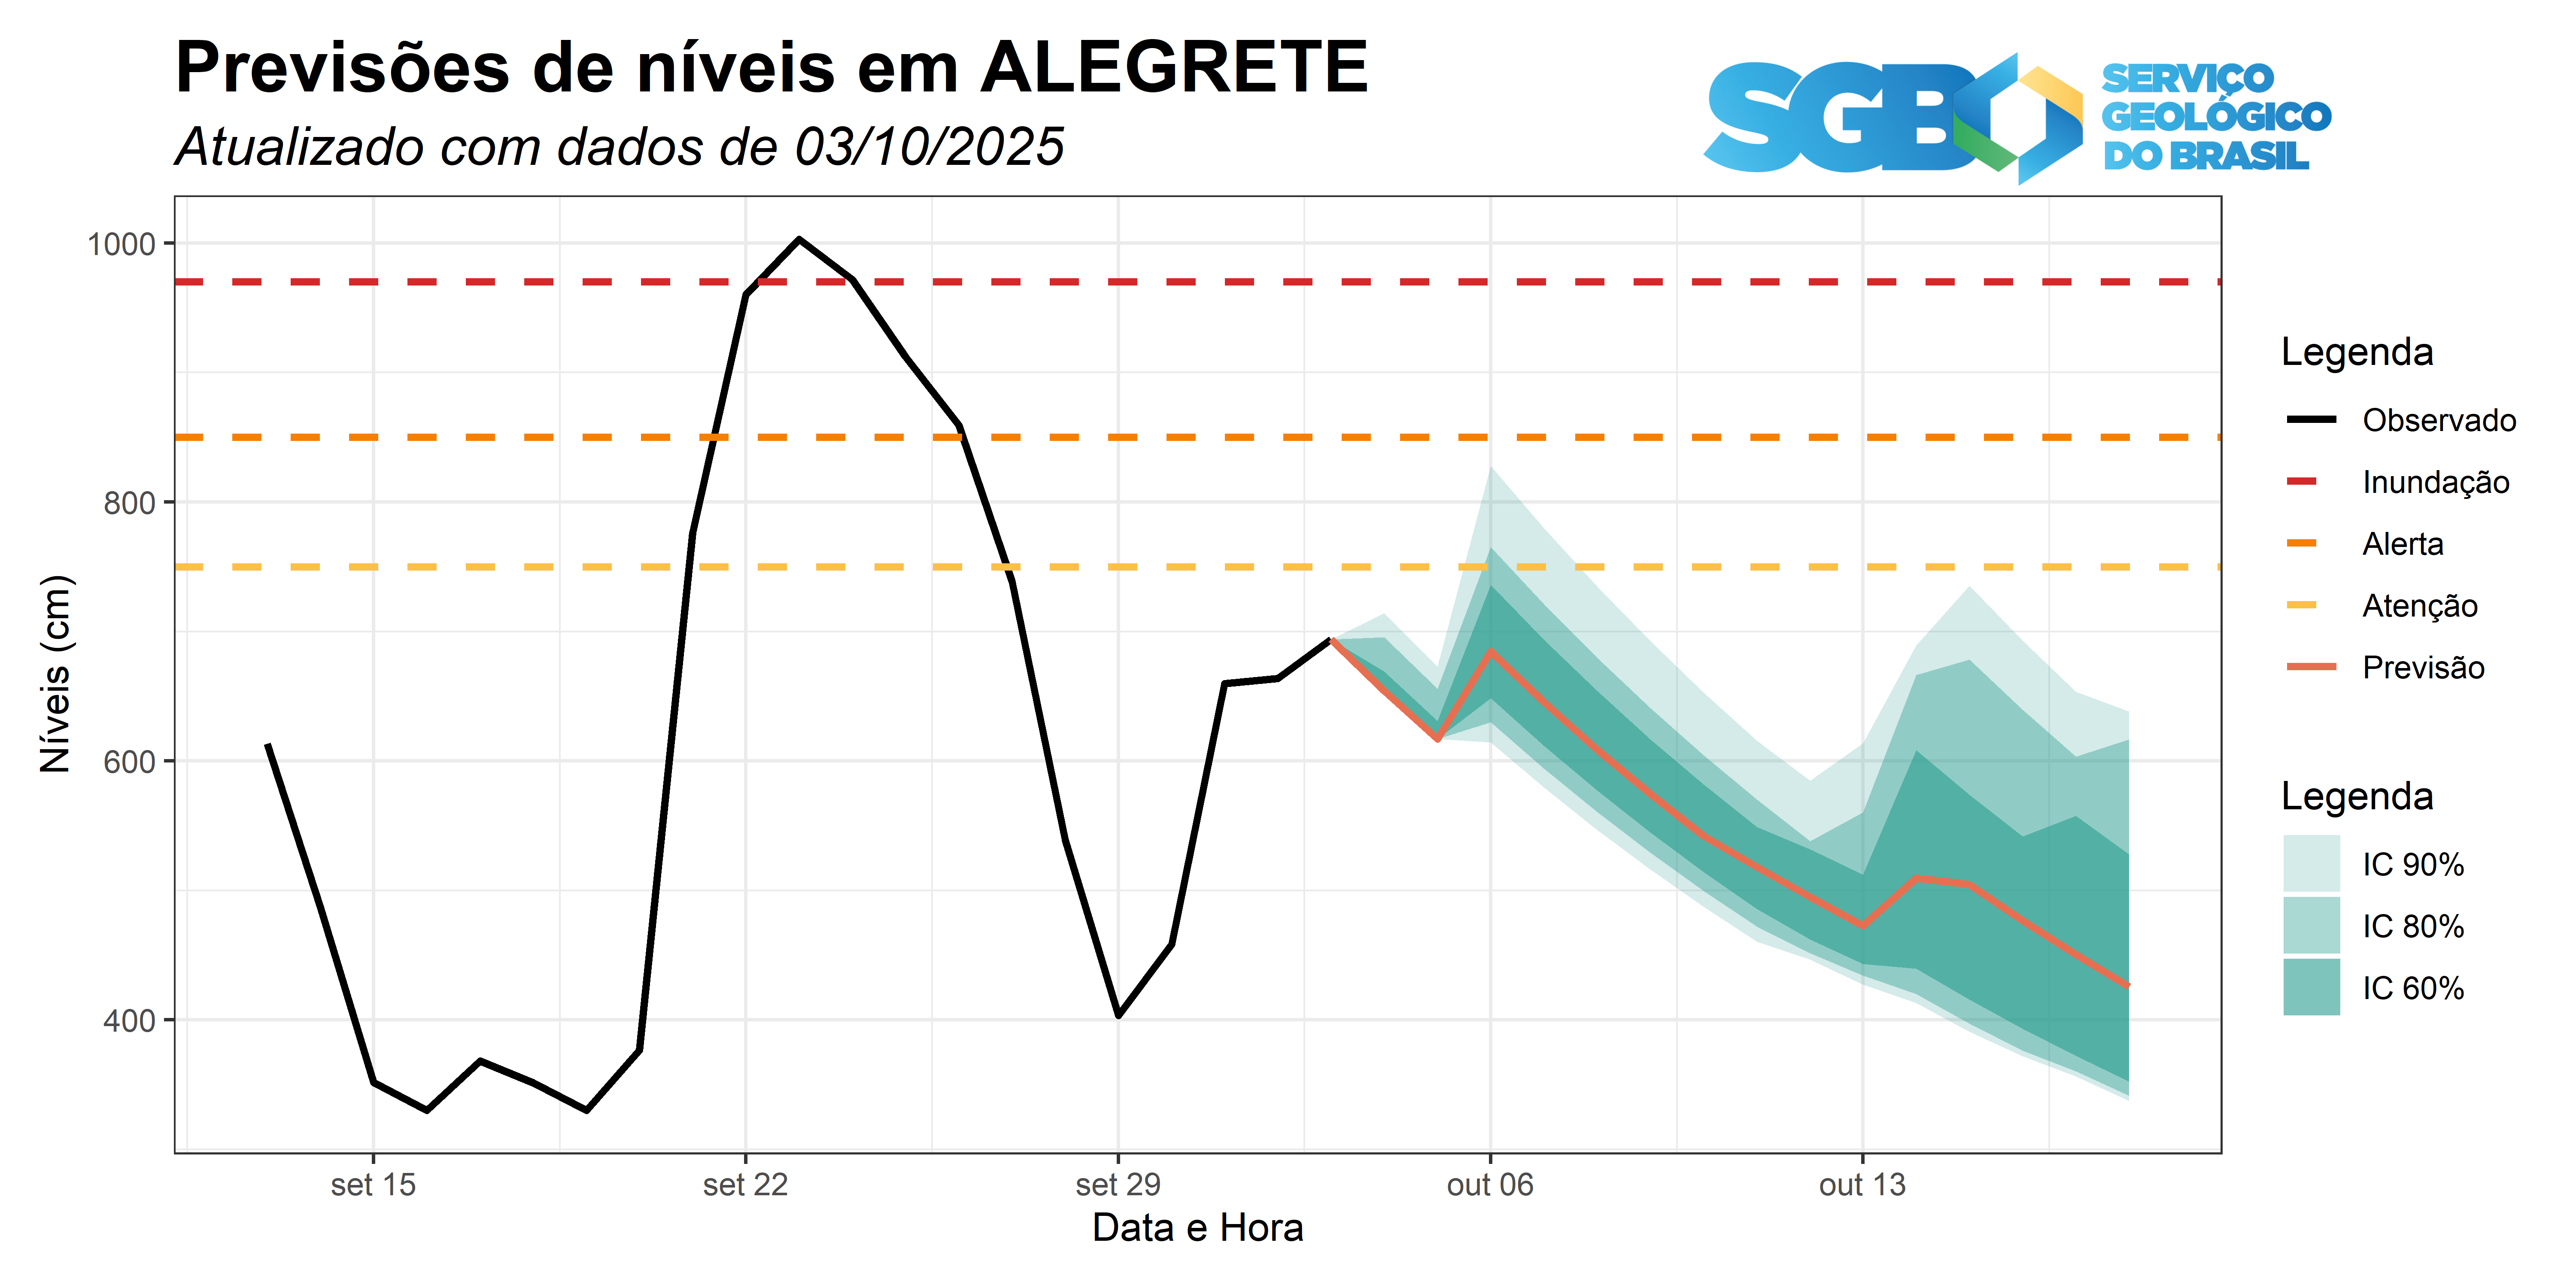 Previsões de níveis em ALEGRETE
Atualizado com dados de 03/10/2025
SGB
SERVIÇO
GEOLÓGICO
DO BRASIL
1000
800
600
400
Níveis (cm)
set 15
set 22
set 29
out 06
out 13
Data e Hora
Legenda
Observado
Inundação
Alerta
Atenção
Previsão
Legenda
IC 90%
IC 80%
IC 60%